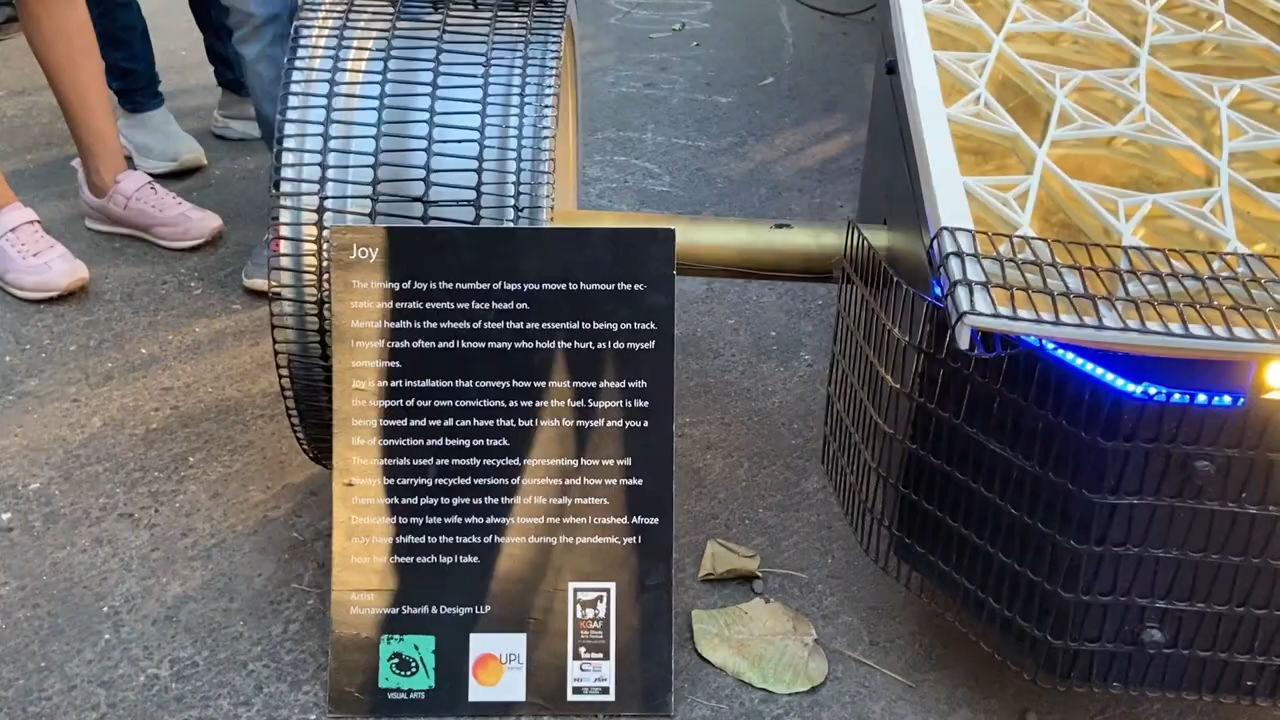 Joy
The timing of Joy is the number of laps you move to humour the ec-
static and erratic events we face head on.
Mental health is the wheels of steel that are essential to being on track.
I myself crash often and I know many who hold the hurt, as I do myself
sometimes.
Joy is an art installation that conveys how we must move ahead with
the support of our own convictions, as we are the fuel. Support is like
being towed and we all can have that, but I wish for myself and you a
life of conviction and being on track.
The materials used are mostly recycled, representing how we will
always be carrying recycled versions of ourselves and how we make
them work and play to give us the thrill of life really matters.
Dedicated to my late wife who always towed me when I crashed. Afroze
may have shifted to the tracks of heaven during the pandemic, yet I
hear her cheer each lap I take.
Artist
Munawwar Sharifi & Desigm LLP
VISUAL ARTS
UPL
KGAF
Kala Ghoda
Arts Festival